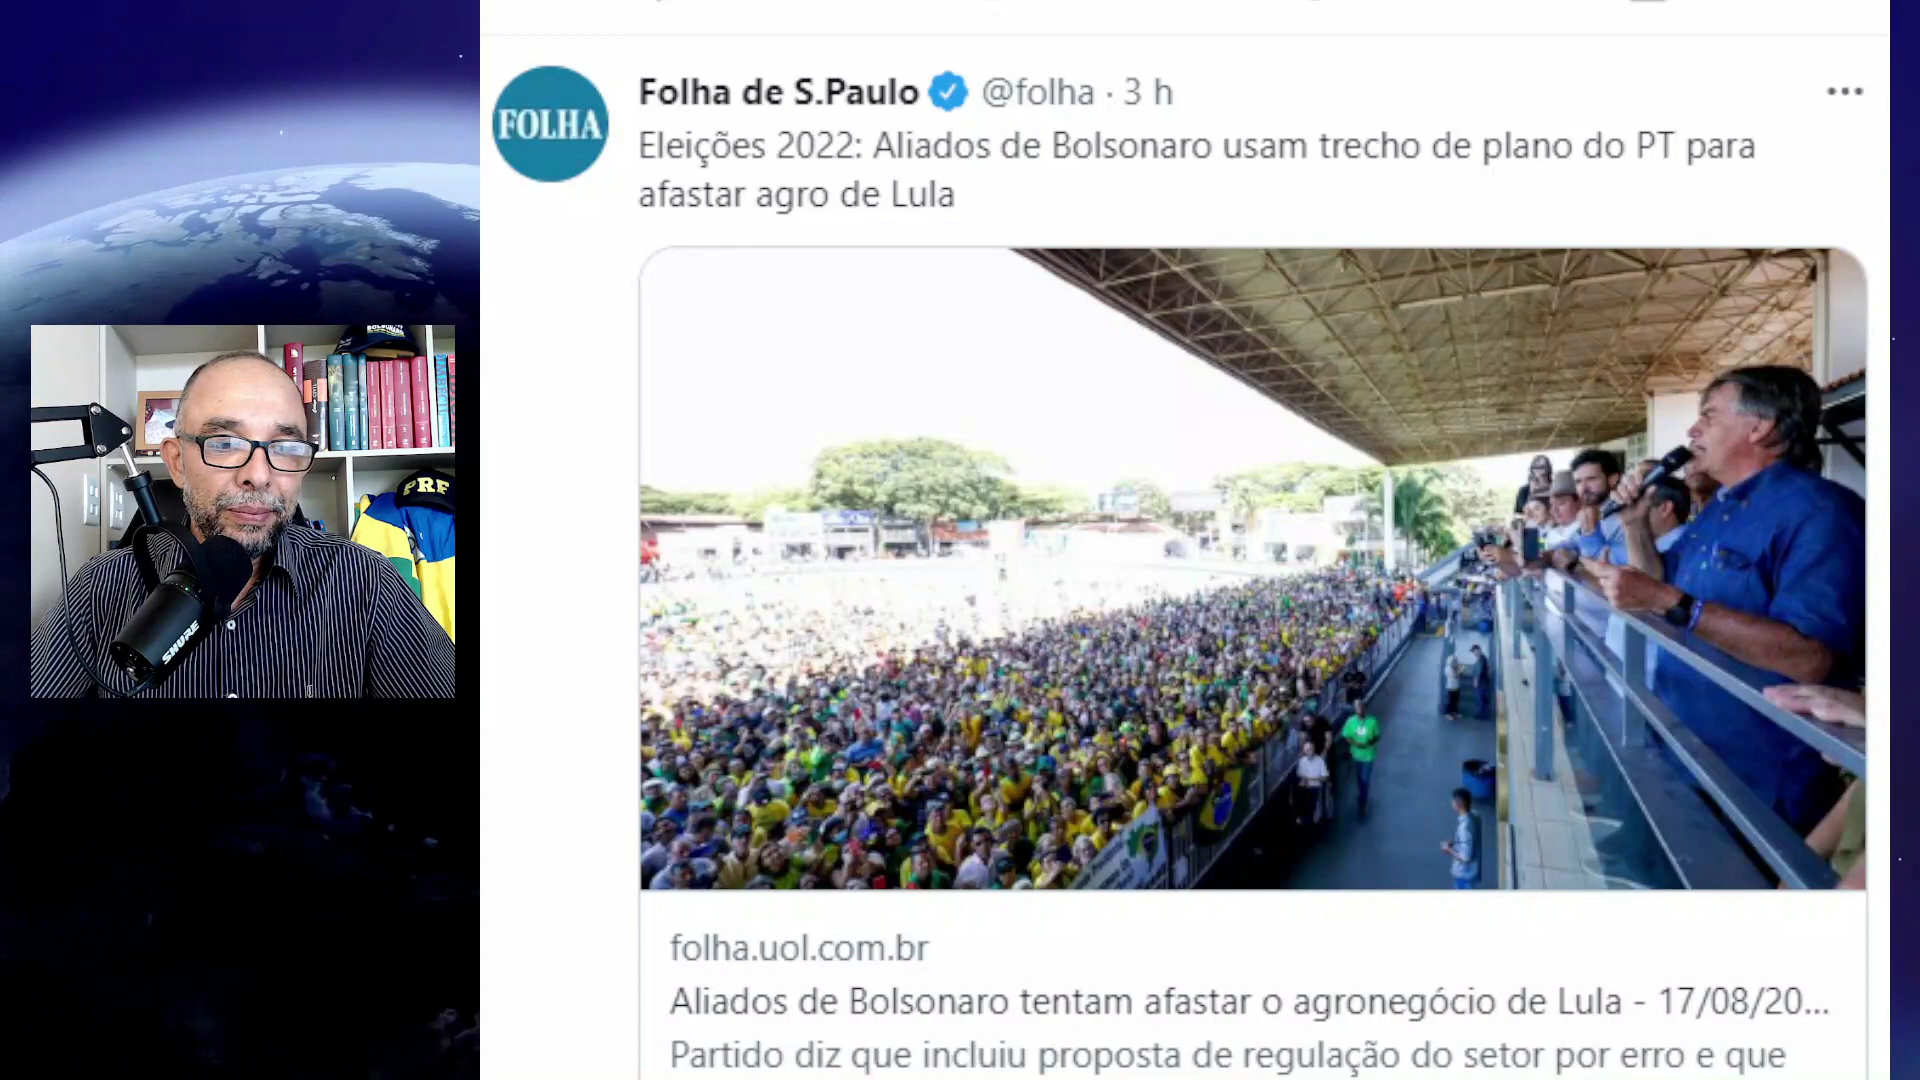 Folha de S.Paulo @folha · 3 h
FOLHA
Eleições 2022: Aliados de Bolsonaro usam trecho de plano do PT para
afastar agro de Lula
PRF
SHURE
folha.uol.com.br
Aliados de Bolsonaro tentam afastar o agronegócio de Lula - 17/08/20...
Partido diz que incluiu proposta de regulação do setor por erro e que